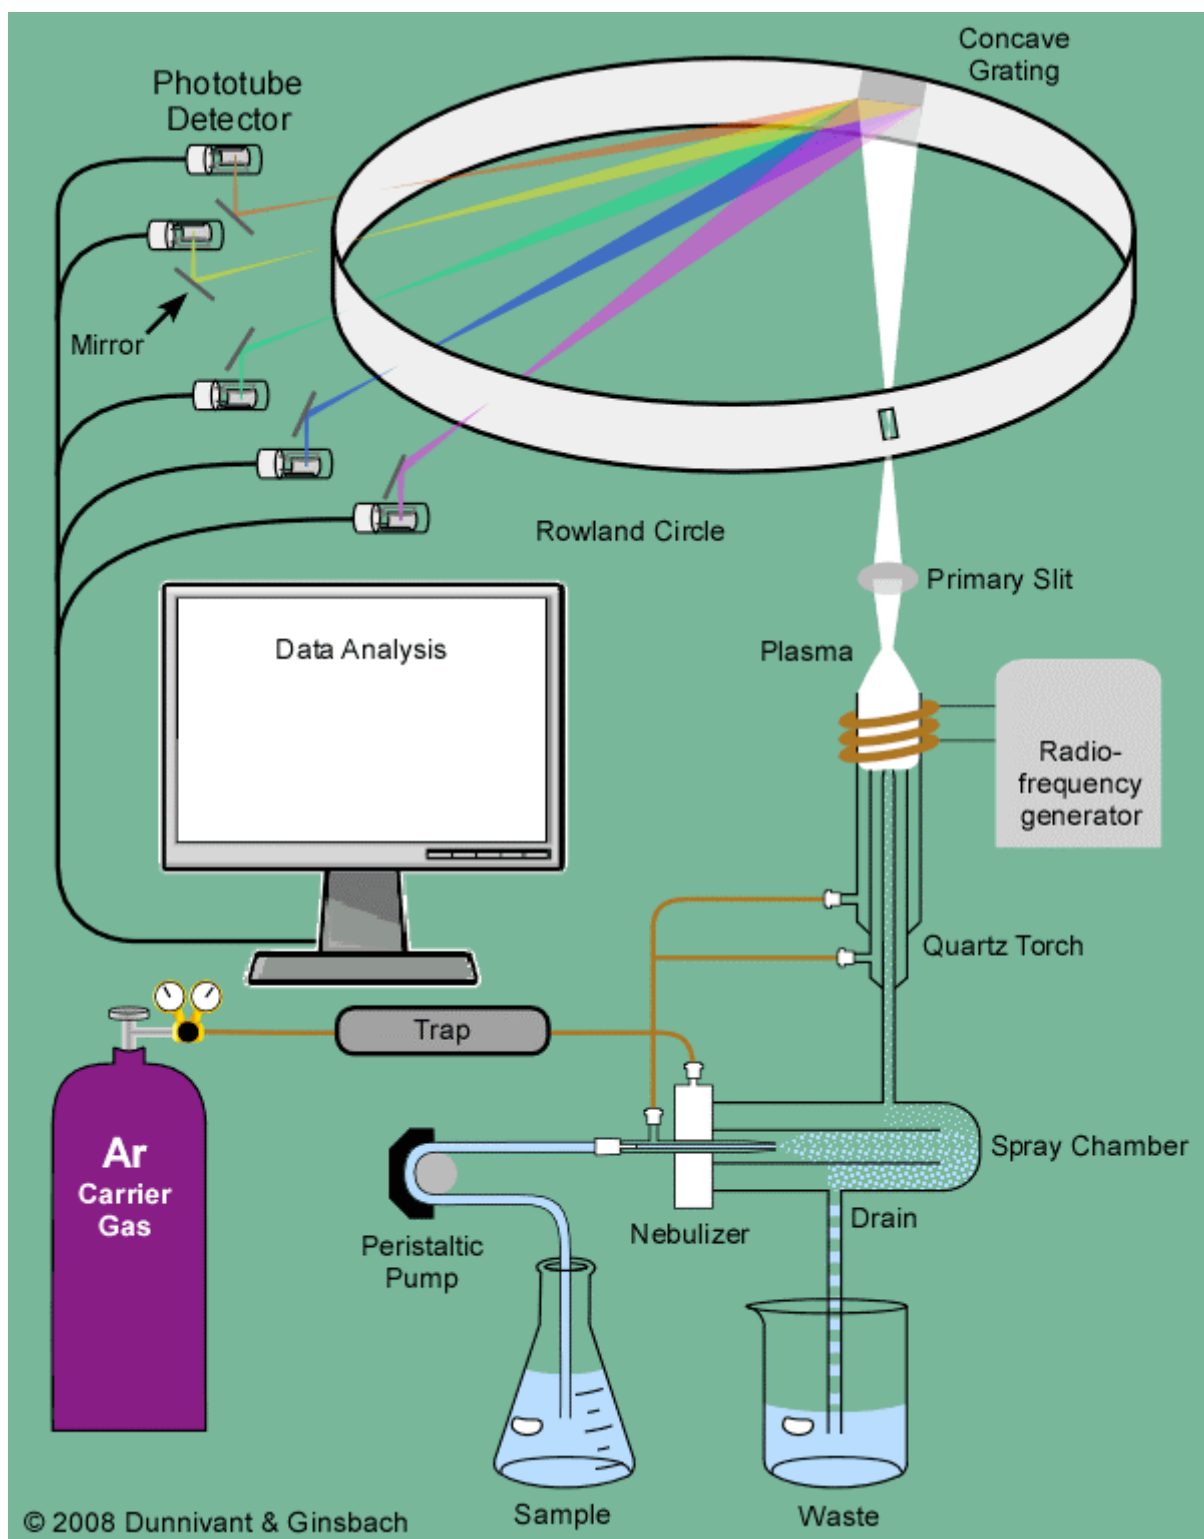 Concave
Grating
Phototube
Detector
Mirror
Rowland Circle
Primary Slit
Data Analysis
Plasma
Radio-
frequency
generator
Quartz Torch
Trap
Ar
Carrier
Gas
Spray Chamber
Nebulizer
Drain
Peristaltic
Pump
Sample
Waste
© 2008 Dunnivant & Ginsbach